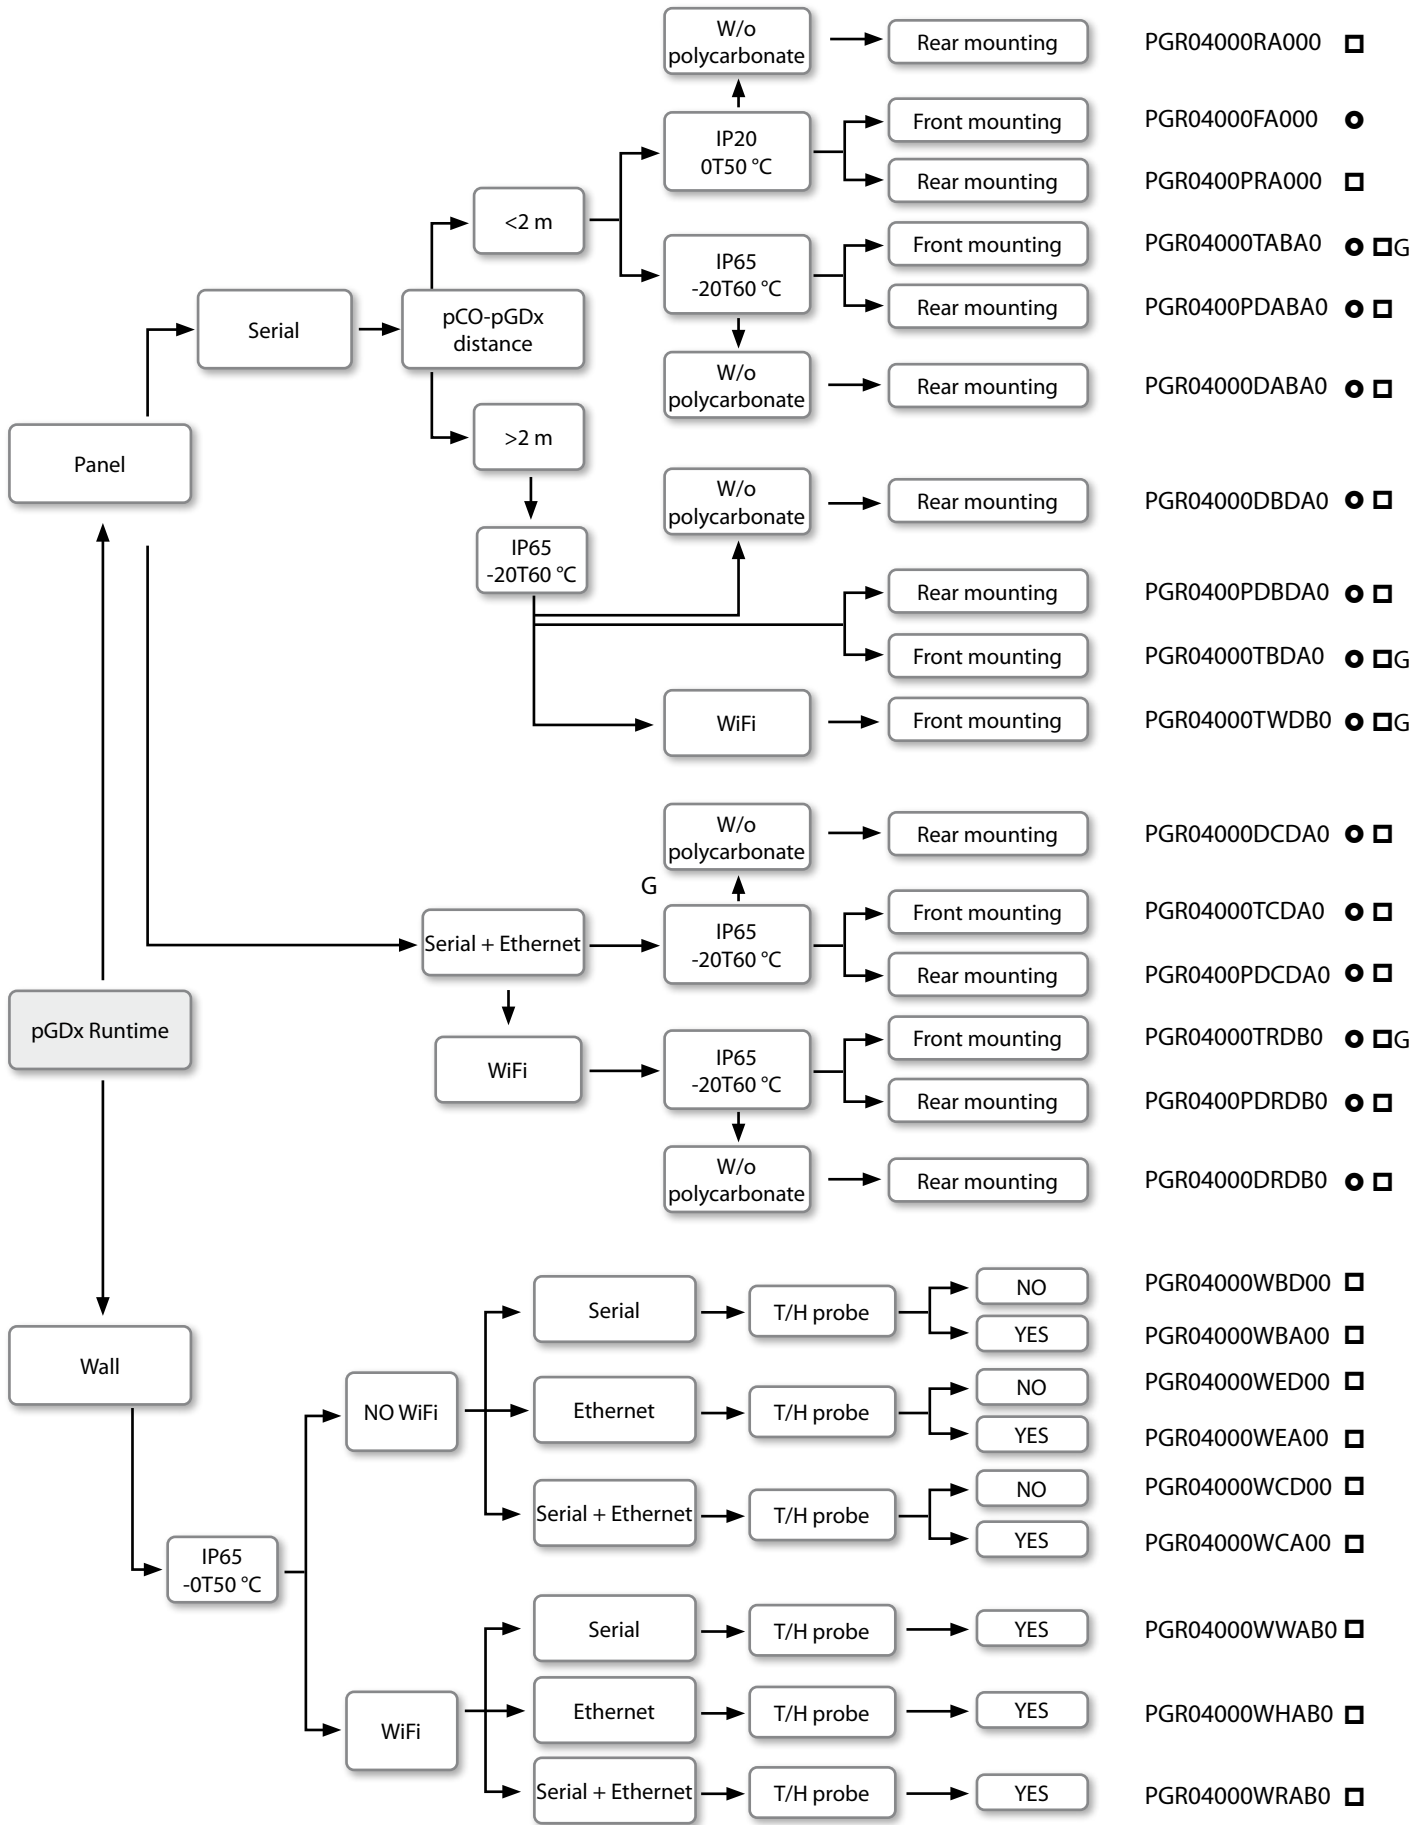 W/o
polycarbonate
Rear mounting
PGR04000RA000
IP20
0T50 °C
Front mounting
PGR04000FA000
Rear mounting
PGR0400PRA000
<2 m
IP65
-20T60 °C
Front mounting
PGR04000TABA0
G
Rear mounting
PGR0400PDABA0
Serial
pCO-pGDx
distance
W/o
polycarbonate
Rear mounting
PGR04000DABA0
Panel
>2 m
W/o
polycarbonate
Rear mounting
PGR04000DBDA0
IP65
-20T60 °C
Rear mounting
PGR0400PDBDA0
Front mounting
PGR04000TBDA0
G
WiFi
Front mounting
PGR04000TWDB0
G
W/o
polycarbonate
Rear mounting
PGR04000DCDA0
G
Serial + Ethernet
IP65
-20T60 °C
Front mounting
PGR04000TCDA0
Rear mounting
PGR0400PDCDA0
pGDx Runtime
WiFi
IP65
-20T60 °C
Front mounting
PGR04000TRDB0
G
Rear mounting
PGR0400PDRDB0
W/o
polycarbonate
Rear mounting
PGR04000DRDB0
Wall
IP65
-0T50 °C
NO WiFi
Serial
T/H probe
NO
PGR04000WBD00
YES
PGR04000WBA00
Ethernet
T/H probe
NO
PGR04000WED00
YES
PGR04000WEA00
Serial + Ethernet
T/H probe
NO
PGR04000WCD00
YES
PGR04000WCA00
WiFi
Serial
T/H probe
YES
PGR04000WWAB0
Ethernet
T/H probe
YES
PGR04000WHAB0
Serial + Ethernet
T/H probe
YES
PGR04000WRAB0